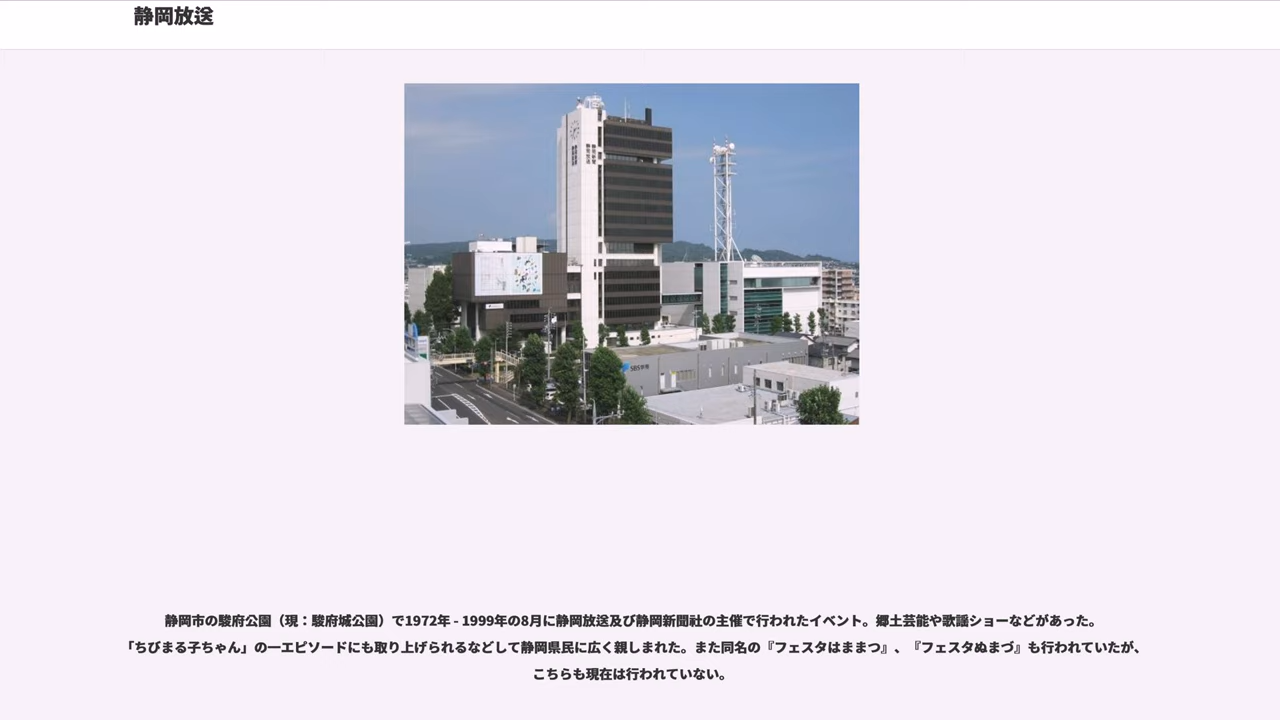 静岡放送
SBS学苑
静岡市の駿府公園（現：駿府城公園）で1972年 - 1999年の8月に静岡放送及び静岡新聞社の主催で行われたイベント。郷土芸能や歌謡ショーなどがあった。
「ちびまる子ちゃん」の一エピソードにも取り上げられるなどして静岡県民に広く親しまれた。また同名の『フェスタはままつ』、『フェスタぬまづ』も行われていたが、
こちらも現在は行われていない。